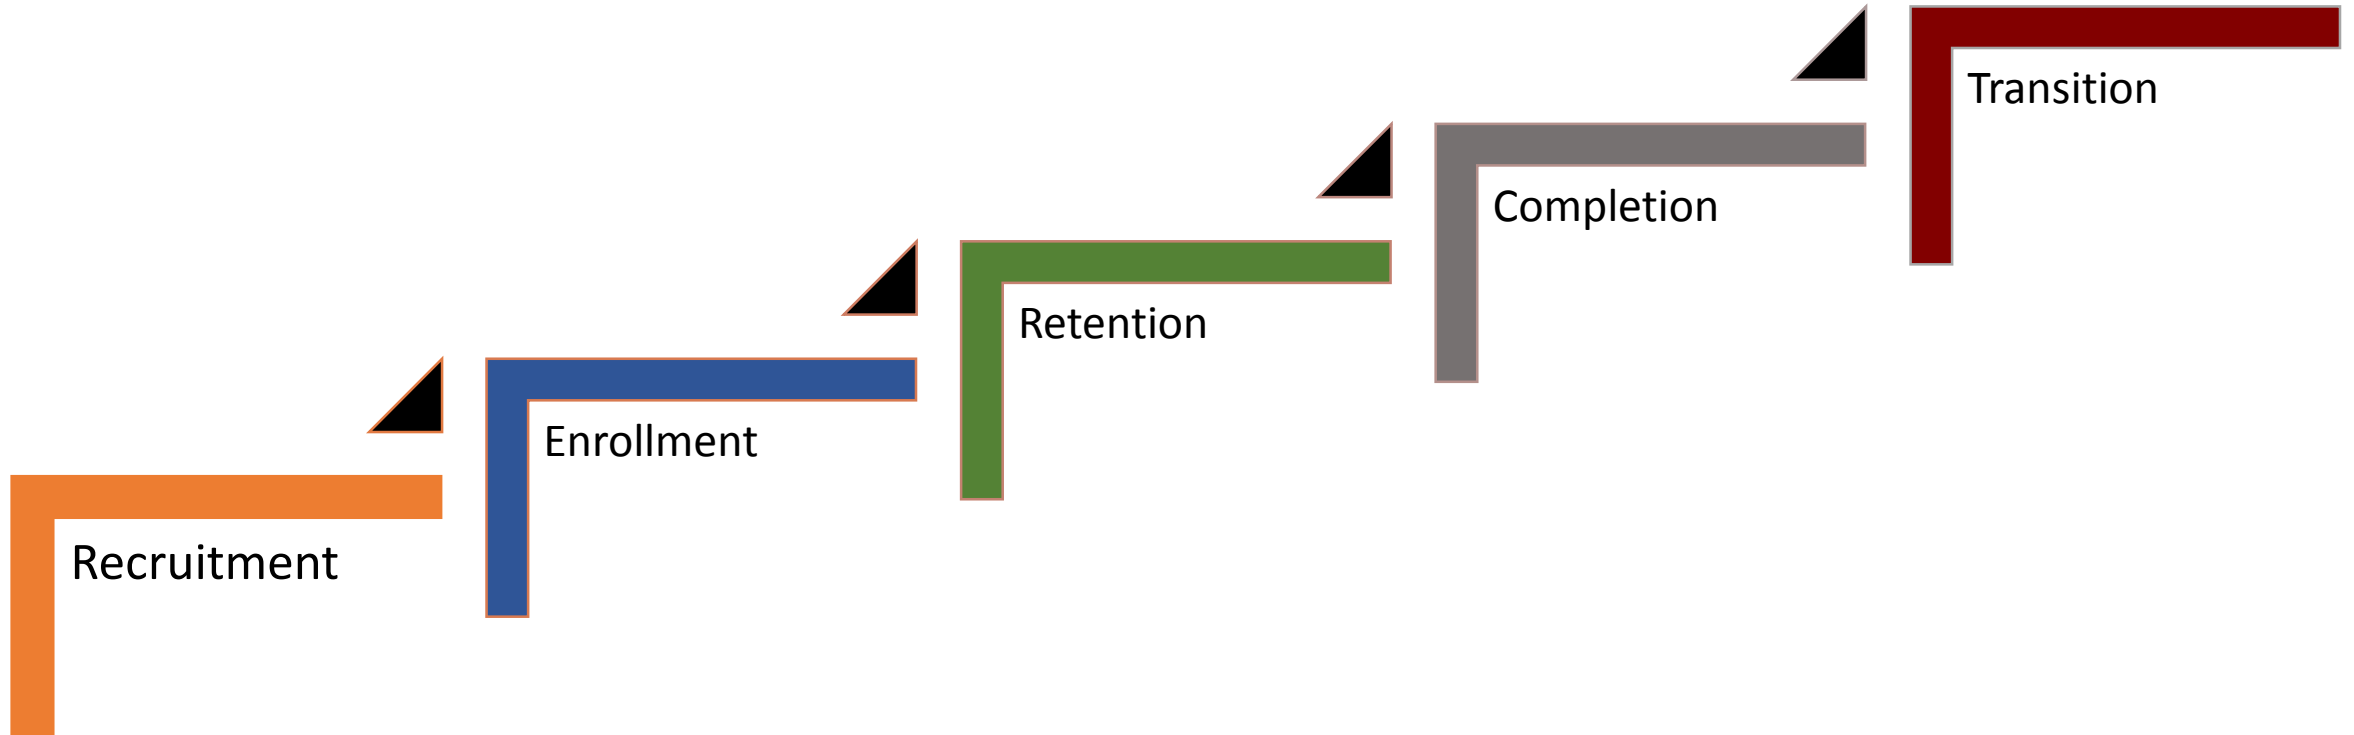 Recruitment
Enrollment
Retention
Completion
Transition